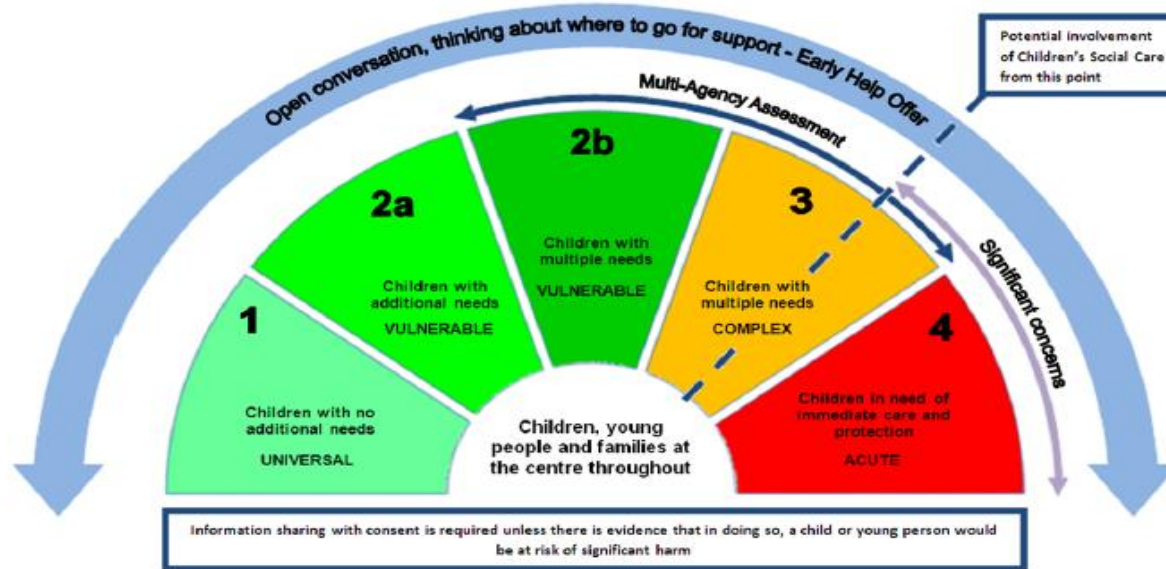 Open conversation, thinking about where to go for support - Early Help Offer
Potential involvement
of Children's Social Care
from this point
Multi-Agency Assessment
Significant concerns
1
Children with no
additional needs
UNIVERSAL
2a
Children with
additional needs
VULNERABLE
2b
Children with
multiple needs
VULNERABLE
3
Children with
multiple needs
COMPLEX
4
Children in need of
immediate care and
protection
ACUTE
Children, young
people and families at
the centre throughout
Information sharing with consent is required unless there is evidence that in doing so, a child or young person would
be at risk of significant harm